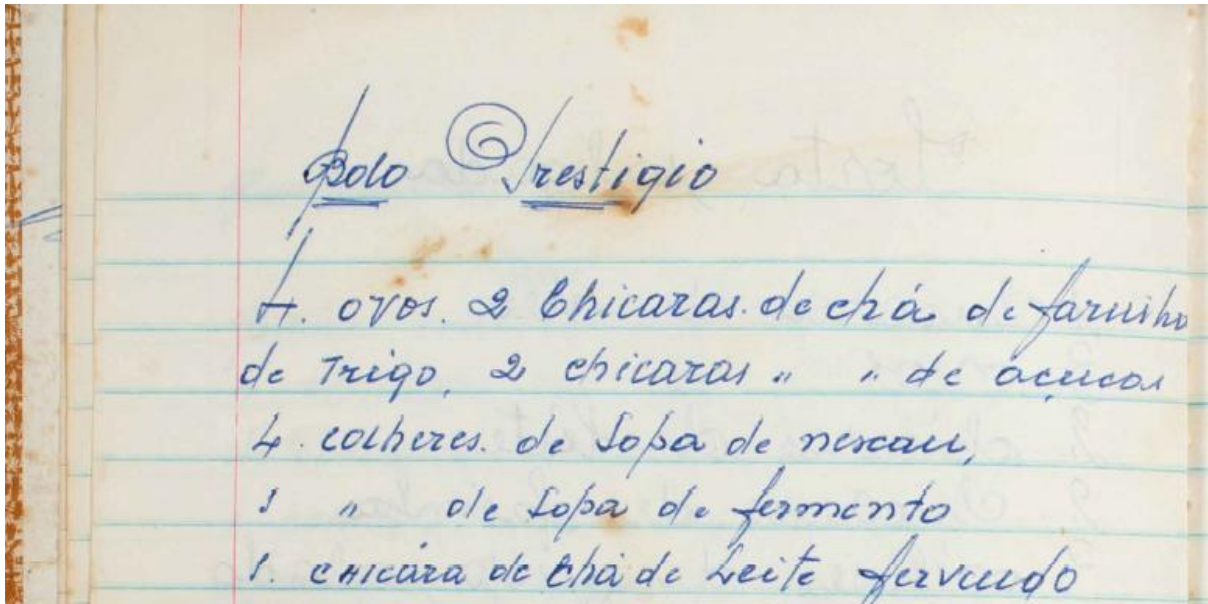 Bolo Prestigio
4. ovos. 2 Chicaras. de chá de farinha
de Trigo, 2 chicaras " " de açucar
4. colheres. de Sopa de nescau,
1 " de Sopa de fermento
1. chicára de Chá de Leite fervendo